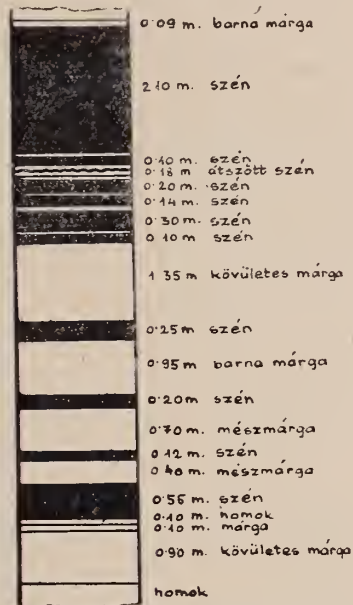 0·09 m. barna márga
2·10 m. szén
0·10 m. szén
0·18 m átszőtt szén
0·20 m. szén
0·14 m. szén
0·30 m. szén
0 10 m. szén
1 35 m kövületes márga
0·25 m. szén
0·95 m. barna márga
0·20 m. szén
0·70 m. mészmárga
0·12 m. szén
0·40 m. mészmárga
0·55 m. szén
0·10 m. homok
0·10 m. márga
0·90 m. kövületes márga
homok